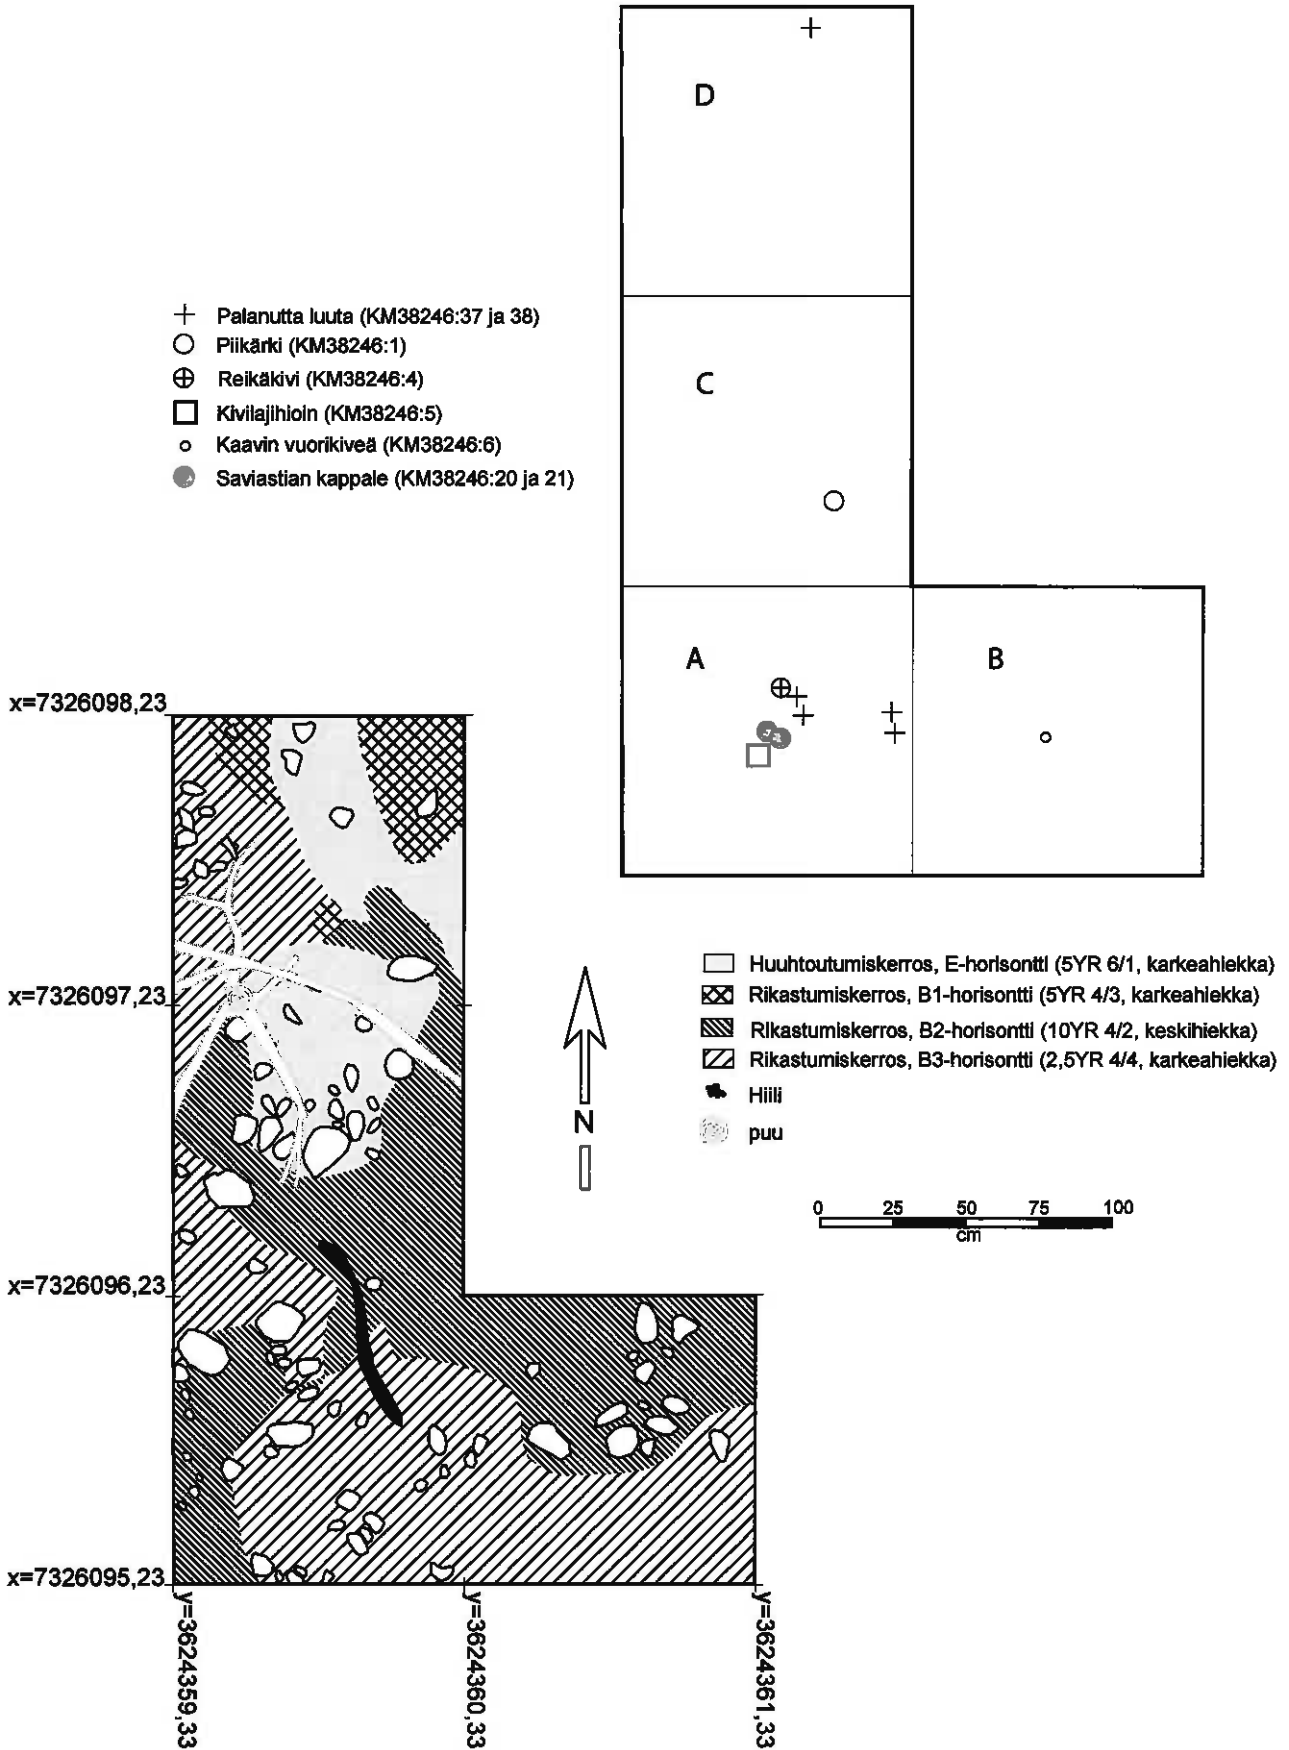 D
Palanutta luuta (KM38246:37 ja 38)
Piikärki (KM38246:1)
Reikäkivi (KM38246:4)
Kivilajihioin (KM38246:5)
Kaavin vuorikiveä (KM38246:6)
Saviastian kappale (KM38246:20 ja 21)
C
A
B
x=7326098,23
x=7326097,23
x=7326096,23
x=7326095,23
Huuhtoutumiskerros, E-horisontti (5YR 6/1, karkeahiekka)
Rikastumiskerros, B1-horisontti (5YR 4/3, karkeahiekka)
Rikastumiskerros, B2-horisontti (10YR 4/2, keskihiekka)
Rikastumiskerros, B3-horisontti (2,5YR 4/4, karkeahiekka)
Hiili
puu
N
0 25 50 75 100
cm
y=3624359,33
y=3624360,33
y=3624361,33